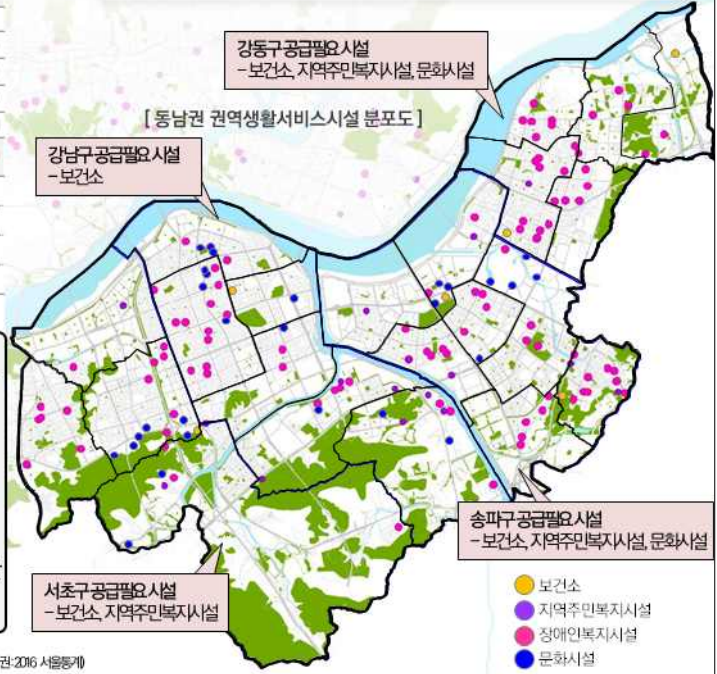 강동구 공급필요 시설
- 보건소, 지역주민복지시설, 문화시설
[ 동남권 권역생활서비스시설 분포도 ]
강남구 공급필요 시설
- 보건소
송파구 공급필요 시설
- 보건소, 지역주민복지시설, 문화시설
서초구 공급필요 시설
- 보건소, 지역주민복지시설
보건소
지역주민복지시설
장애인복지시설
문화시설
권:2016 서울통계)